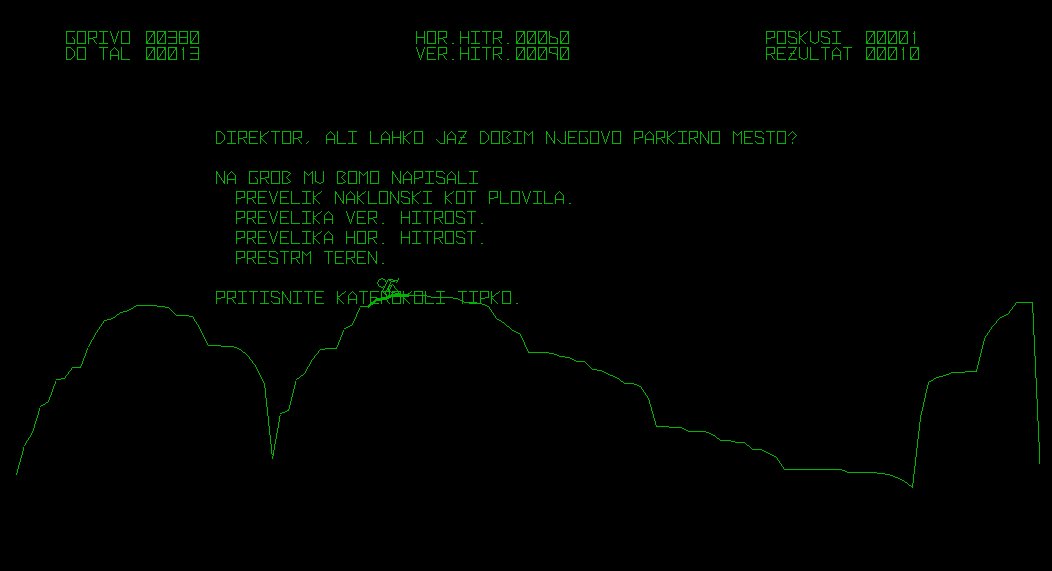 GORIVO 00380 HOR.HITR.00060 POSKUSI 00001
DO TAL 00013 VER.HITR.00090 REZULTAT 00010
DIREKTOR, ALI LAHKO JAZ DOBIM NJEGOVO PARKIRNO MESTO?
NA GROB MU BOMO NAPISALI
PREVELIK NAKLONSKI KOT PLOVILA.
PREVELIKA VER. HITROST.
PREVELIKA HOR. HITROST.
PRESTRM TEREN.
PRITISNITE KATEROKOLI TIPKO.